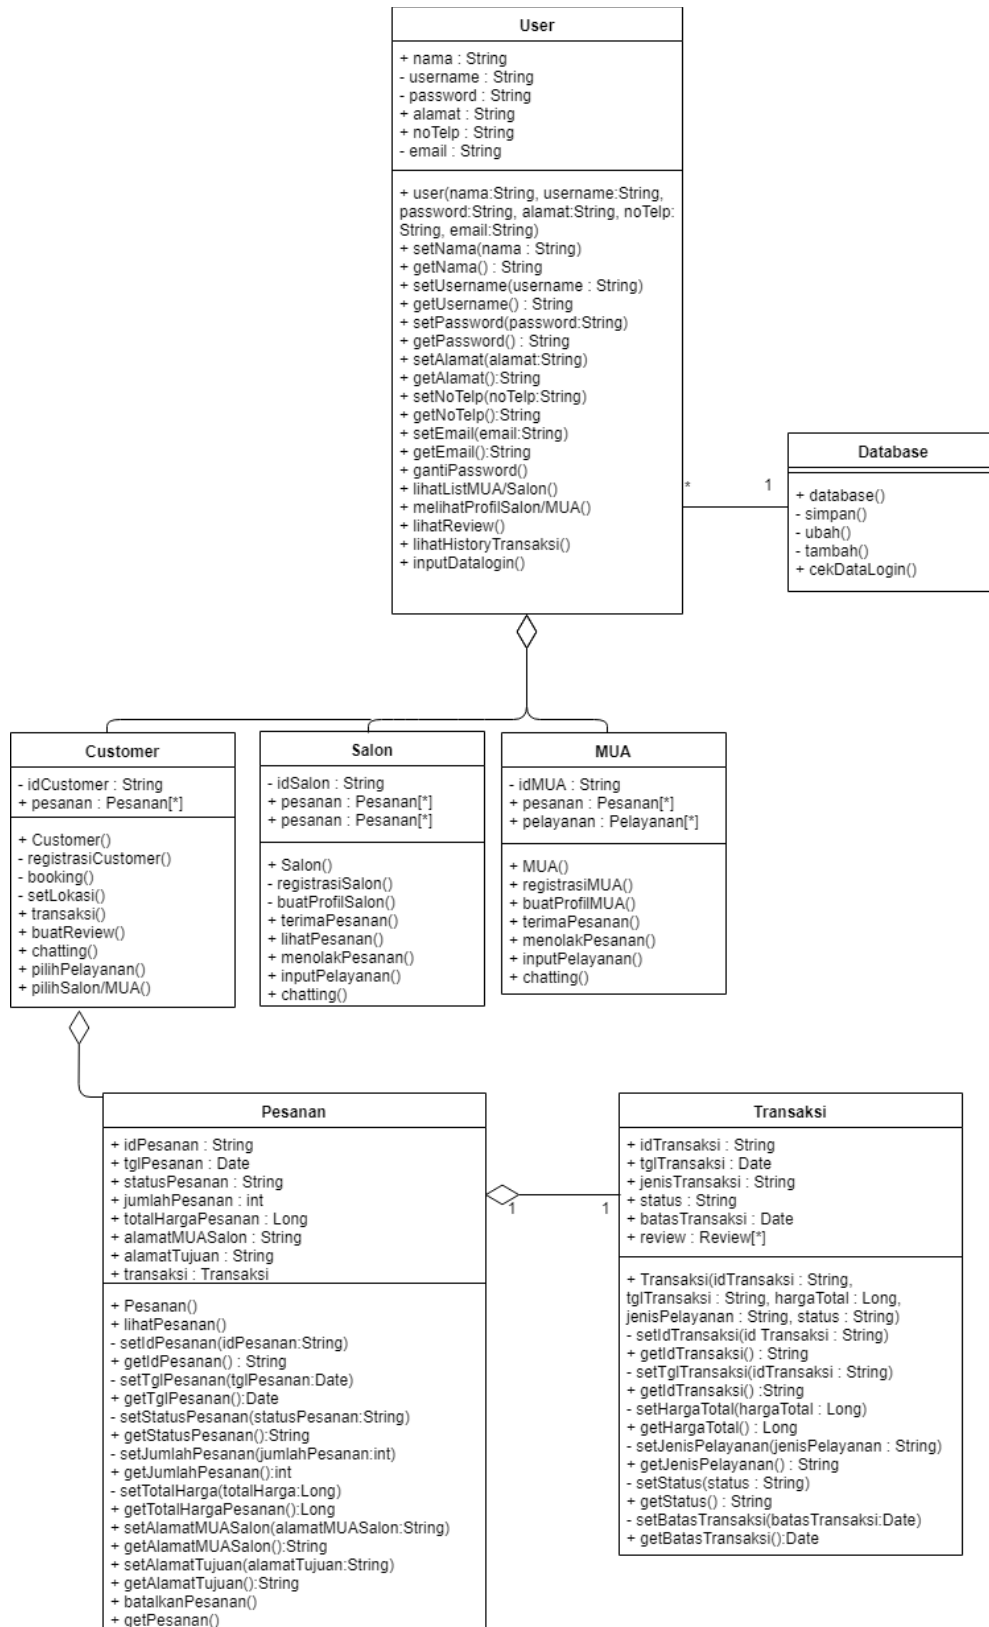 User
+ nama : String
- username : String
- password : String
+ alamat : String
+ noTelp : String
- email : String
+ user(nama:String, username:String,
password:String, alamat:String, noTelp:
String, email:String)
+ setNama(nama : String)
+ getNama() : String
+ setUsername(username : String)
+ getUsername() : String
+ setPassword(password:String)
+ getPassword() : String
+ setAlamat(alamat:String)
+ getAlamat():String
+ setNoTelp(noTelp:String)
+ getNoTelp():String
+ setEmail(email:String)
+ getEmail():String
+ gantiPassword()
+ lihatListMUA/Salon()
+ melihatProfilSalon/MUA()
+ lihatReview()
+ lihatHistoryTransaksi()
+ inputDatalogin()
* 1
Database
+ database()
- simpan()
- ubah()
- tambah()
+ cekDataLogin()
Customer
- idCustomer : String
+ pesanan : Pesanan[*]
+ Customer()
- registrasiCustomer()
- booking()
- setLokasi()
+ transaksi()
+ buatReview()
+ chatting()
+ pilihPelayanan()
+ pilihSalon/MUA()
Salon
- idSalon : String
+ pesanan : Pesanan[*]
+ pesanan : Pesanan[*]
+ Salon()
- registrasiSalon()
- buatProfilSalon()
+ terimaPesanan()
+ lihatPesanan()
+ menolakPesanan()
+ inputPelayanan()
+ chatting()
MUA
- idMUA : String
+ pesanan : Pesanan[*]
+ pelayanan : Pelayanan[*]
+ MUA()
+ registrasiMUA()
+ buatProfilMUA()
+ terimaPesanan()
+ menolakPesanan()
+ inputPelayanan()
+ chatting()
Pesanan
+ idPesanan : String
+ tglPesanan : Date
+ statusPesanan : String
+ jumlahPesanan : int
+ totalHargaPesanan : Long
+ alamatMUASalon : String
+ alamatTujuan : String
+ transaksi : Transaksi
+ Pesanan()
+ lihatPesanan()
- setIdPesanan(idPesanan:String)
+ getIdPesanan() : String
- setTglPesanan(tglPesanan:Date)
+ getTglPesanan():Date
- setStatusPesanan(statusPesanan:String)
+ getStatusPesanan():String
- setJumlahPesanan(jumlahPesanan:int)
+ getJumlahPesanan():int
- setTotalHarga(totalHarga:Long)
+ getTotalHargaPesanan():Long
+ setAlamatMUASalon(alamatMUASalon:String)
+ getAlamatMUASalon():String
+ setAlamatTujuan(alamatTujuan:String)
+ getAlamatTujuan():String
+ batalkanPesanan()
+ getPesanan()
1 1
Transaksi
+ idTransaksi : String
+ tglTransaksi : Date
+ jenisTransaksi : String
+ status : String
+ batasTransaksi : Date
+ review : Review[*]
+ Transaksi(idTransaksi : String,
tglTransaksi : String, hargaTotal : Long,
jenisPelayanan : String, status : String)
- setIdTransaksi(id Transaksi : String)
+ getIdTransaksi() : String
- setTglTransaksi(idTransaksi : String)
+ getIdTransaksi() :String
- setHargaTotal(hargaTotal : Long)
+ getHargaTotal() : Long
- setJenisPelayanan(jenisPelayanan : String)
+ getJenisPelayanan() : String
- setStatus(status : String)
+ getStatus() : String
- setBatasTransaksi(batasTransaksi:Date)
+ getBatasTransaksi():Date